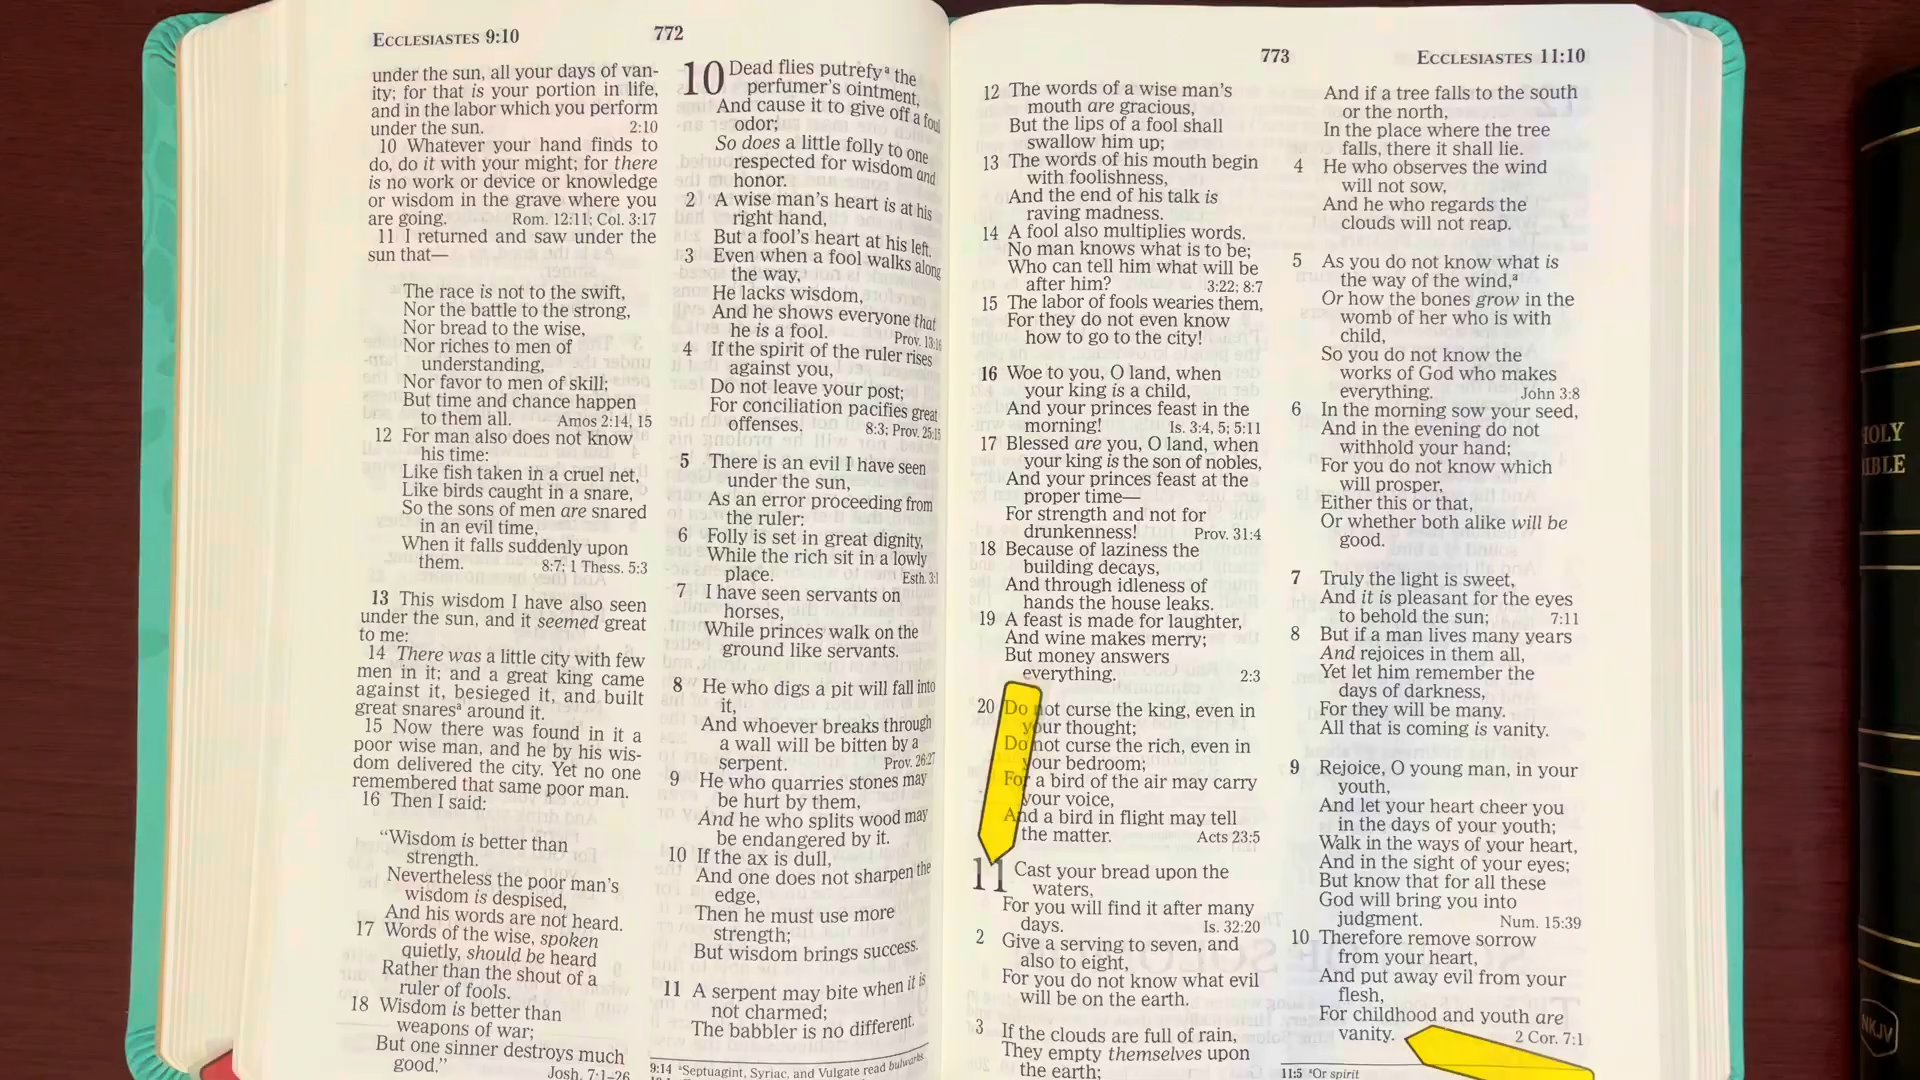 ECCLESIASTES 9:10
772
under the sun, all your days of van-
ity; for that is your portion in life,
and in the labor which you perform
under the sun. 2:10
10 Whatever your hand finds to
do, do it with your might; for there
is no work or device or knowledge
or wisdom in the grave where you
are going. Rom. 12:11; Col. 3:17
11 I returned and saw under the
sun that—
The race is not to the swift,
Nor the battle to the strong,
Nor bread to the wise,
Nor riches to men of
understanding,
Nor favor to men of skill;
But time and chance happen
to them all. Amos 2:14, 15
12 For man also does not know
his time:
Like fish taken in a cruel net,
Like birds caught in a snare,
So the sons of men are snared
in an evil time,
When it falls suddenly upon
them. 8:7; 1 Thess. 5:3
13 This wisdom I have also seen
under the sun, and it seemed great
to me:
14 There was a little city with few
men in it; and a great king came
against it, besieged it, and built
great snaresᵃ around it.
15 Now there was found in it a
poor wise man, and he by his wis-
dom delivered the city. Yet no one
remembered that same poor man.
16 Then I said:
“Wisdom is better than
strength.
Nevertheless the poor man’s
wisdom is despised,
And his words are not heard.
17 Words of the wise, spoken
quietly, should be heard
Rather than the shout of a
ruler of fools.
18 Wisdom is better than
weapons of war;
But one sinner destroys much
good,” Josh. 7:1-26
10 Dead flies putrefyᵃ the
perfumer’s ointment,
And cause it to give off a foul
odor;
So does a little folly to one
respected for wisdom and
honor.
2 A wise man’s heart is at his
right hand,
But a fool’s heart at his left.
3 Even when a fool walks along
the way,
He lacks wisdom,
And he shows everyone that
he is a fool. Prov. 13:16
4 If the spirit of the ruler rises
against you,
Do not leave your post;
For conciliation pacifies great
offenses. 8:3; Prov. 25:15
5 There is an evil I have seen
under the sun,
As an error proceeding from
the ruler:
6 Folly is set in great dignity,
While the rich sit in a lowly
place. Esth. 3:1
7 I have seen servants on
horses,
While princes walk on the
ground like servants.
8 He who digs a pit will fall into
it,
And whoever breaks through
a wall will be bitten by a
serpent. Prov. 26:27
9 He who quarries stones may
be hurt by them,
And he who splits wood may
be endangered by it.
10 If the ax is dull,
And one does not sharpen the
edge,
Then he must use more
strength;
But wisdom brings success.
11 A serpent may bite when it is
not charmed;
The babbler is no different.
9:14 ᵃSeptuagint, Syriac, and Vulgate read bulwarks
773
ECCLESIASTES 11:10
12 The words of a wise man’s
mouth are gracious,
But the lips of a fool shall
swallow him up;
13 The words of his mouth begin
with foolishness,
And the end of his talk is
raving madness.
14 A fool also multiplies words.
No man knows what is to be;
Who can tell him what will be
after him? 3:22; 8:7
15 The labor of fools wearies them,
For they do not even know
how to go to the city!
16 Woe to you, O land, when
your king is a child,
And your princes feast in the
morning! Is. 3:4, 5; 5:11
17 Blessed are you, O land, when
your king is the son of nobles,
And your princes feast at the
proper time—
For strength and not for
drunkenness! Prov. 31:4
18 Because of laziness the
building decays,
And through idleness of
hands the house leaks.
19 A feast is made for laughter,
And wine makes merry;
But money answers
everything. 2:3
20 Do not curse the king, even in
your thought;
Do not curse the rich, even in
your bedroom;
For a bird of the air may carry
your voice,
And a bird in flight may tell
the matter. Acts 23:5
11 Cast your bread upon the
waters,
For you will find it after many
days. Is. 32:20
2 Give a serving to seven, and
also to eight,
For you do not know what evil
will be on the earth.
3 If the clouds are full of rain,
They empty themselves upon
the earth;
And if a tree falls to the south
or the north,
In the place where the tree
falls, there it shall lie.
4 He who observes the wind
will not sow,
And he who regards the
clouds will not reap.
5 As you do not know what is
the way of the wind,ᵃ
Or how the bones grow in the
womb of her who is with
child,
So you do not know the
works of God who makes
everything. John 3:8
6 In the morning sow your seed,
And in the evening do not
withhold your hand;
For you do not know which
will prosper,
Either this or that,
Or whether both alike will be
good.
7 Truly the light is sweet,
And it is pleasant for the eyes
to behold the sun; 7:11
8 But if a man lives many years
And rejoices in them all,
Yet let him remember the
days of darkness,
For they will be many.
All that is coming is vanity.
9 Rejoice, O young man, in your
youth,
And let your heart cheer you
in the days of your youth;
Walk in the ways of your heart,
And in the sight of your eyes;
But know that for all these
God will bring you into
judgment. Num. 15:39
10 Therefore remove sorrow
from your heart,
And put away evil from your
flesh,
For childhood and youth are
vanity. 2 Cor. 7:1
11:5 ᵃOr spirit
HOLY
BIBLE
NKJV